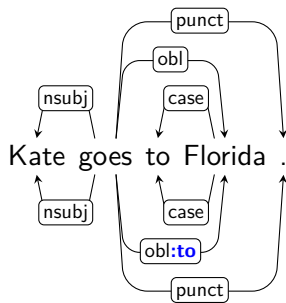 punct
obl
nsubj case
Kate goes to Florida .
nsubj case
obl:to
punct